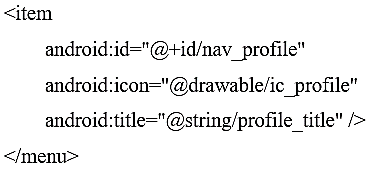 <item
android:id="@+id/nav_profile"
android:icon="@drawable/ic_profile"
android:title="@string/profile_title" />
</menu>